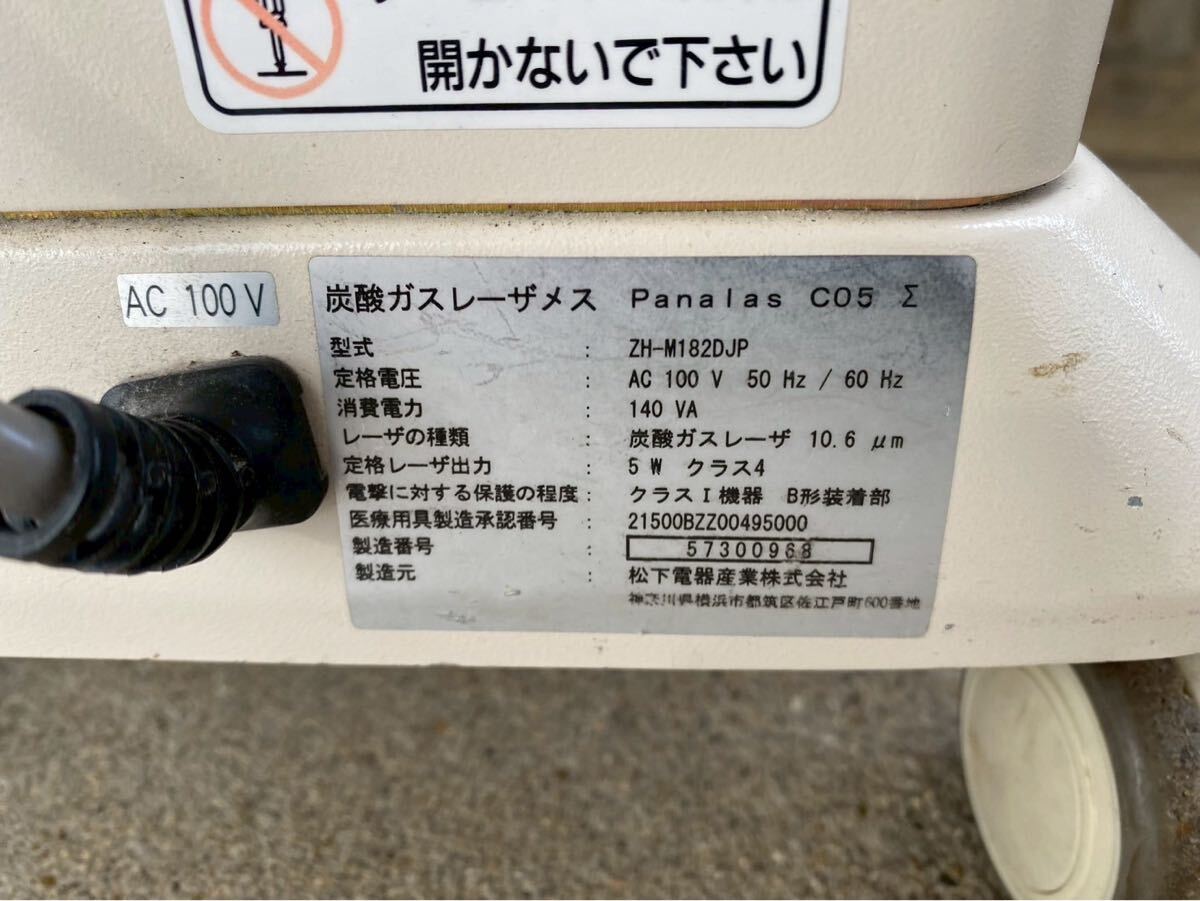 開かないで下さい
AC 100 V
炭酸ガスレーザメス Panalas C05 Σ
型式 : ZH-M182DJP
定格電圧 : AC 100 V 50 Hz / 60 Hz
消費電力 : 140 VA
レーザの種類 : 炭酸ガスレーザ 10.6 μm
定格レーザ出力 : 5 W クラス4
電撃に対する保護の程度 : クラスⅠ機器 B形装着部
医療用具製造承認番号 : 21500BZZ00495000
製造番号 : 57300968
製造元 : 松下電器産業株式会社
神奈川県横浜市都筑区佐江戸町600番地